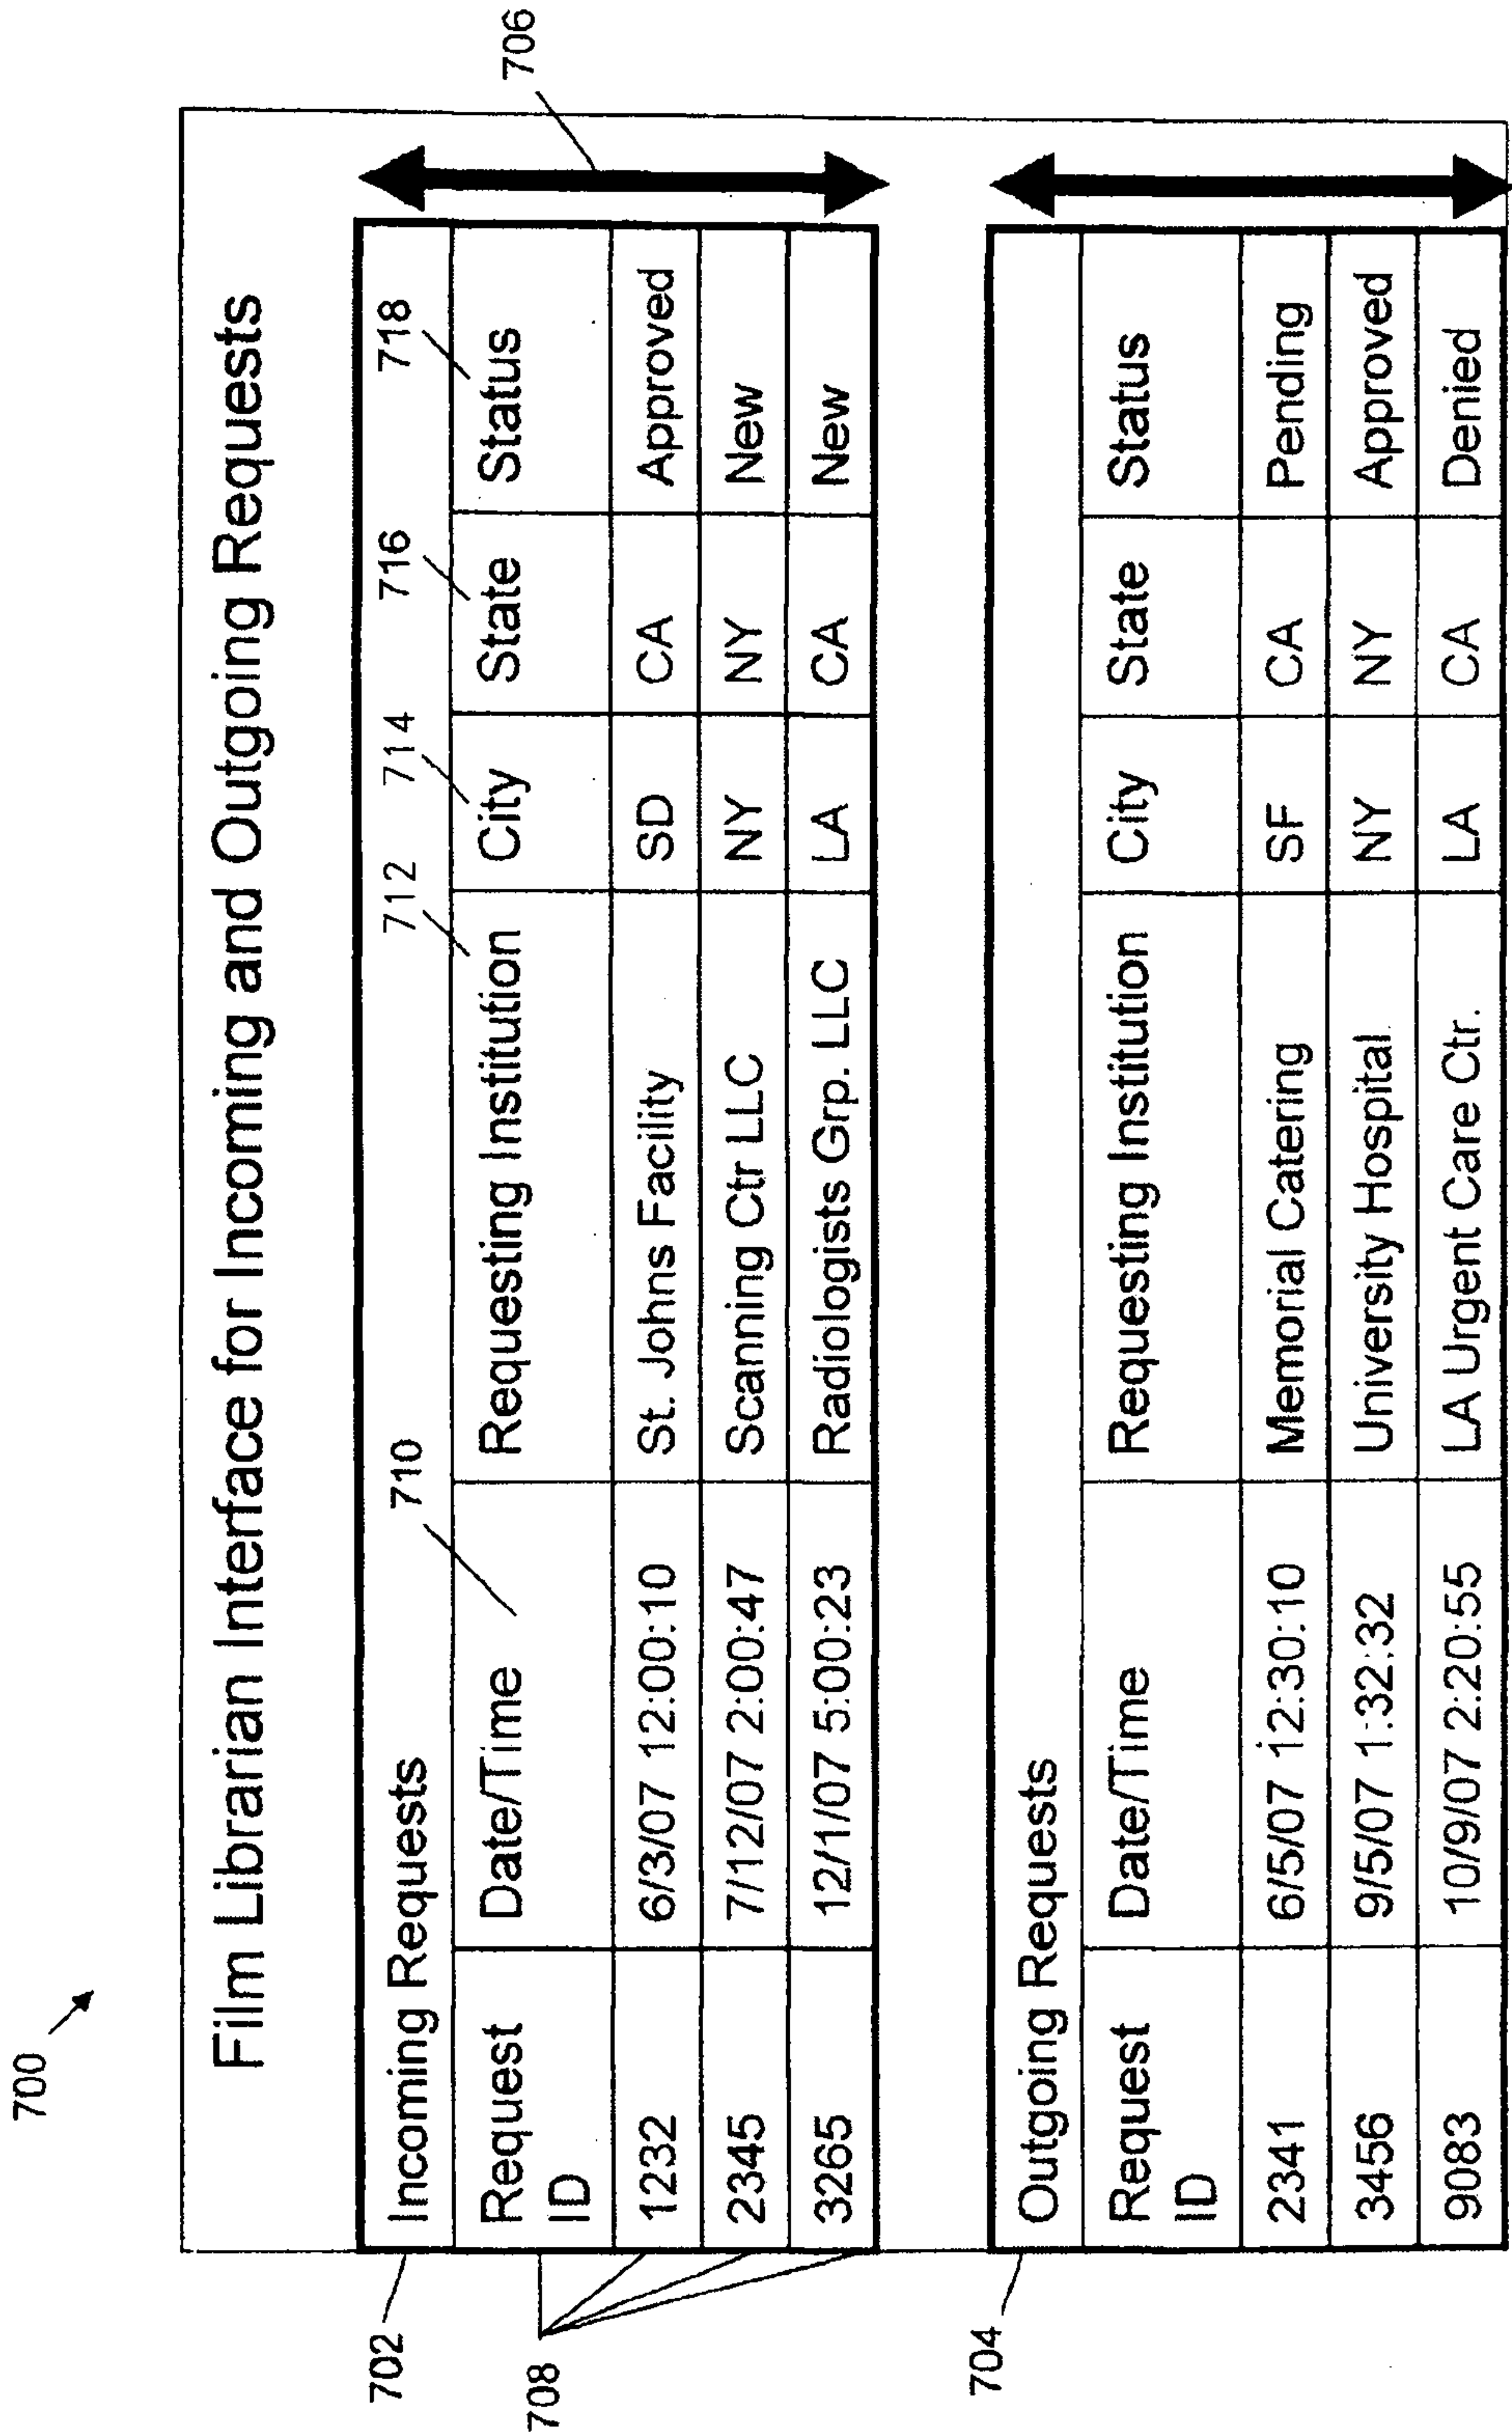 700
Film Librarian Interface for Incoming and Outgoing Requests
706
702
Incoming Requests 710 712 714 716 718
708
Request ID Date/Time Requesting Institution City State Status
1232 6/3/07 12:00:10 St. Johns Facility SD CA Approved
2345 7/12/07 2:00:47 Scanning Ctr LLC NY NY New
3265 12/1/07 5:00:23 Radiologists Grp. LLC LA CA New
704
Outgoing Requests
Request ID Date/Time Requesting Institution City State Status
2341 6/5/07 12:30:10 Memorial Catering SF CA Pending
3456 9/5/07 1:32:32 University Hospital NY NY Approved
9083 10/9/07 2:20:55 LA Urgent Care Ctr. LA CA Denied